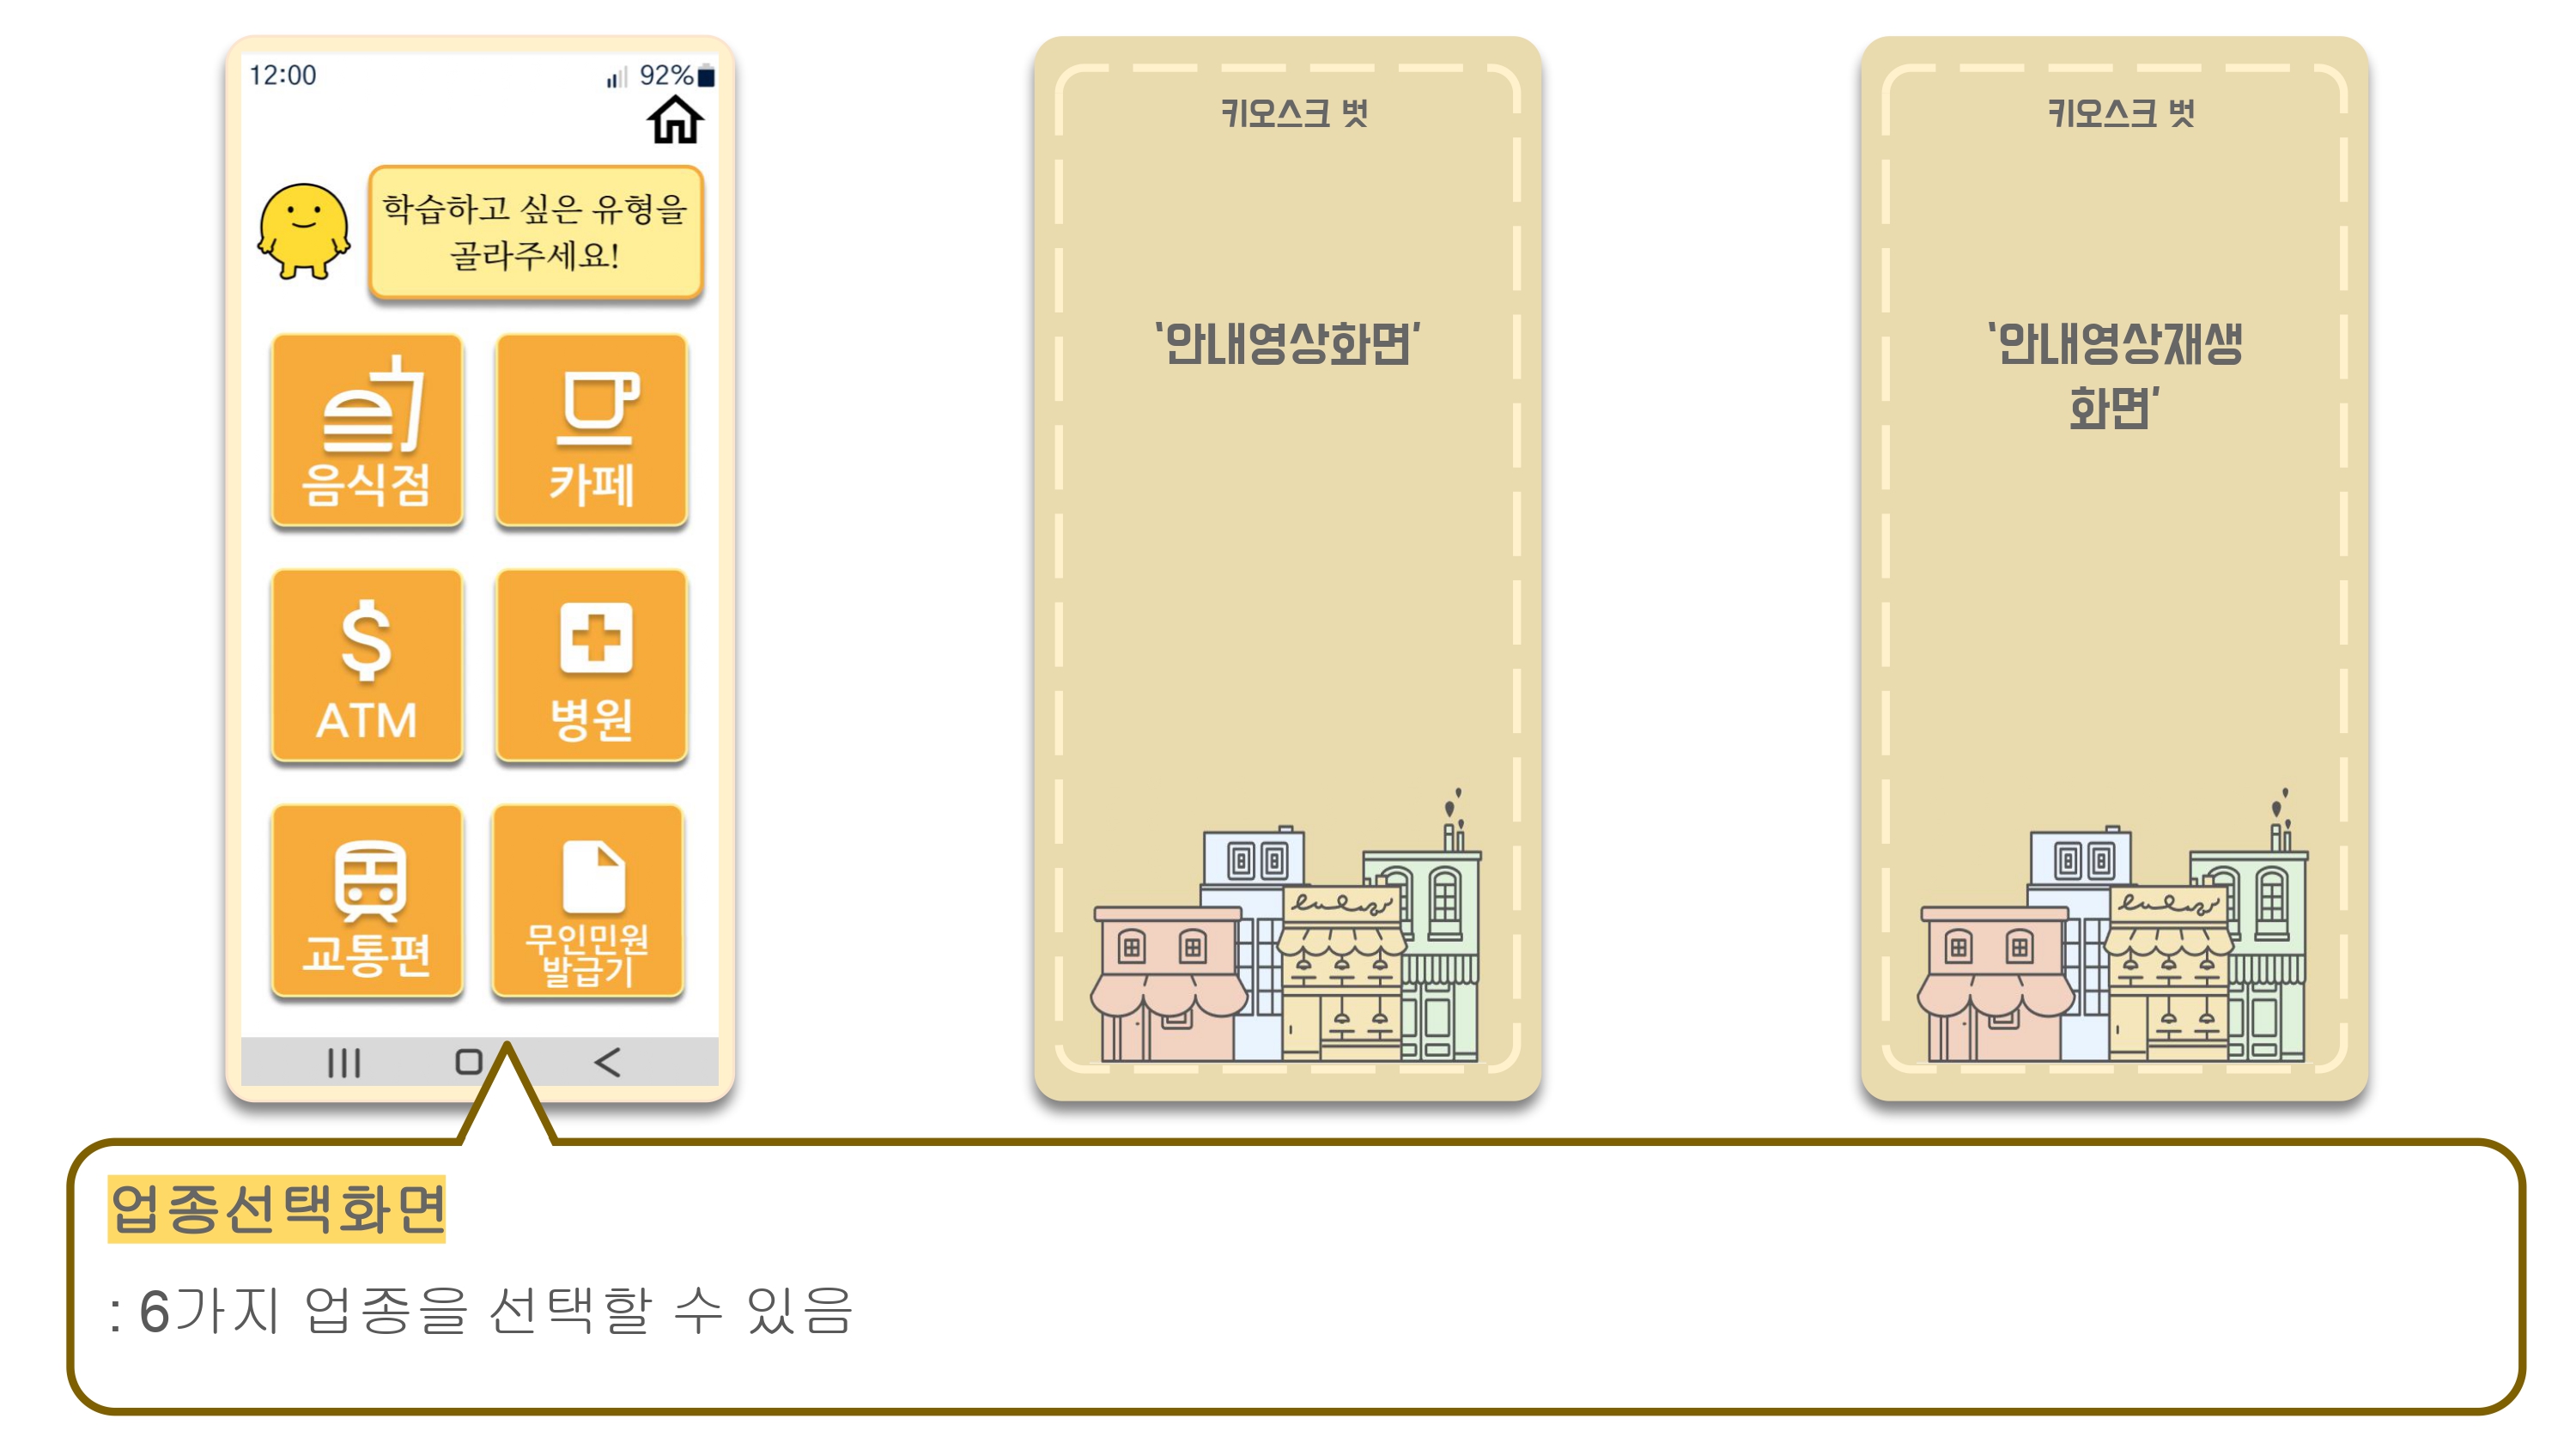 12:00
92%
학습하고 싶은 유형을
골라주세요!
음식점
카페
ATM
병원
교통편
무인민원
발급기
키오스크 벗
'안내영상화면'
키오스크 벗
'안내영상재생
화면'
업종선택화면
: 6가지 업종을 선택할 수 있음